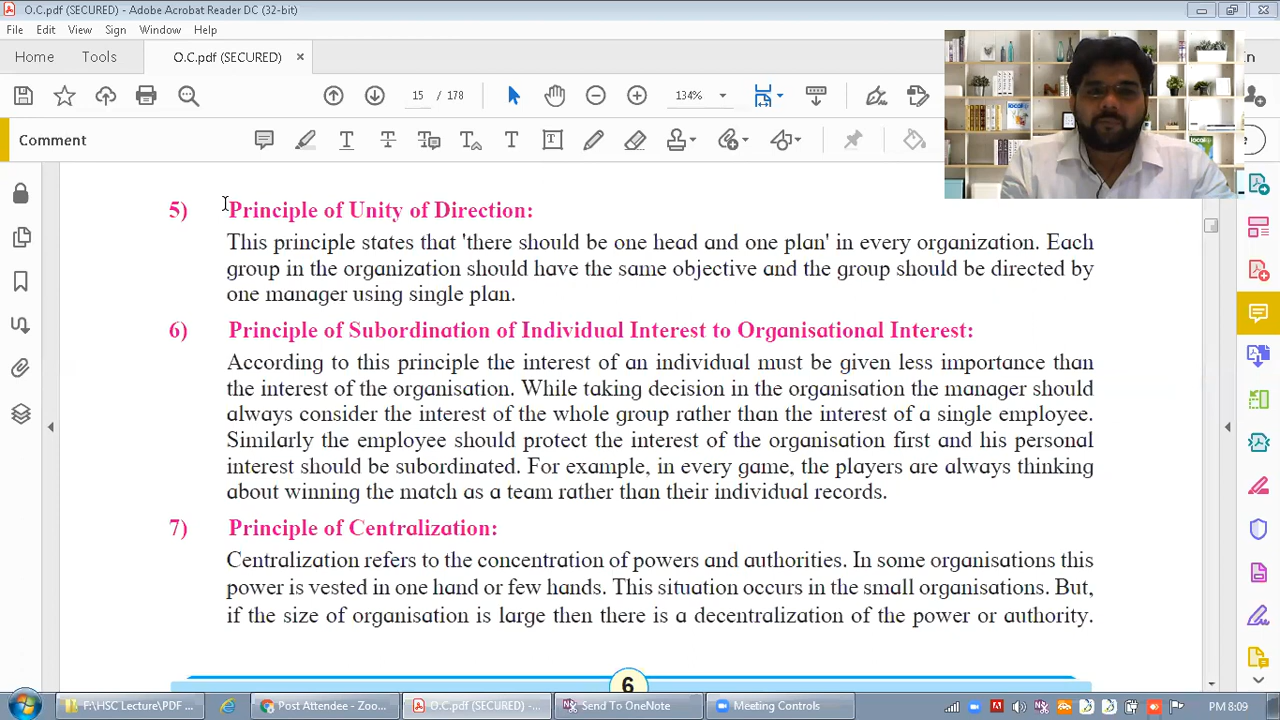 O.C.pdf (SECURED) - Adobe Acrobat Reader DC (32-bit)
File Edit View Sign Window Help
Home Tools O.C.pdf (SECURED) ×
15 / 178 134%
Comment
5) Principle of Unity of Direction:
This principle states that 'there should be one head and one plan' in every organization. Each
group in the organization should have the same objective and the group should be directed by
one manager using single plan.
6) Principle of Subordination of Individual Interest to Organisational Interest:
According to this principle the interest of an individual must be given less importance than
the interest of the organisation. While taking decision in the organisation the manager should
always consider the interest of the whole group rather than the interest of a single employee.
Similarly the employee should protect the interest of the organisation first and his personal
interest should be subordinated. For example, in every game, the players are always thinking
about winning the match as a team rather than their individual records.
7) Principle of Centralization:
Centralization refers to the concentration of powers and authorities. In some organisations this
power is vested in one hand or few hands. This situation occurs in the small organisations. But,
if the size of organisation is large then there is a decentralization of the power or authority.
6
F:\HSC Lecture\PDF ... Post Attendee - Zoo... O.C.pdf (SECURED) -... Send To OneNote Meeting Controls PM 8:09